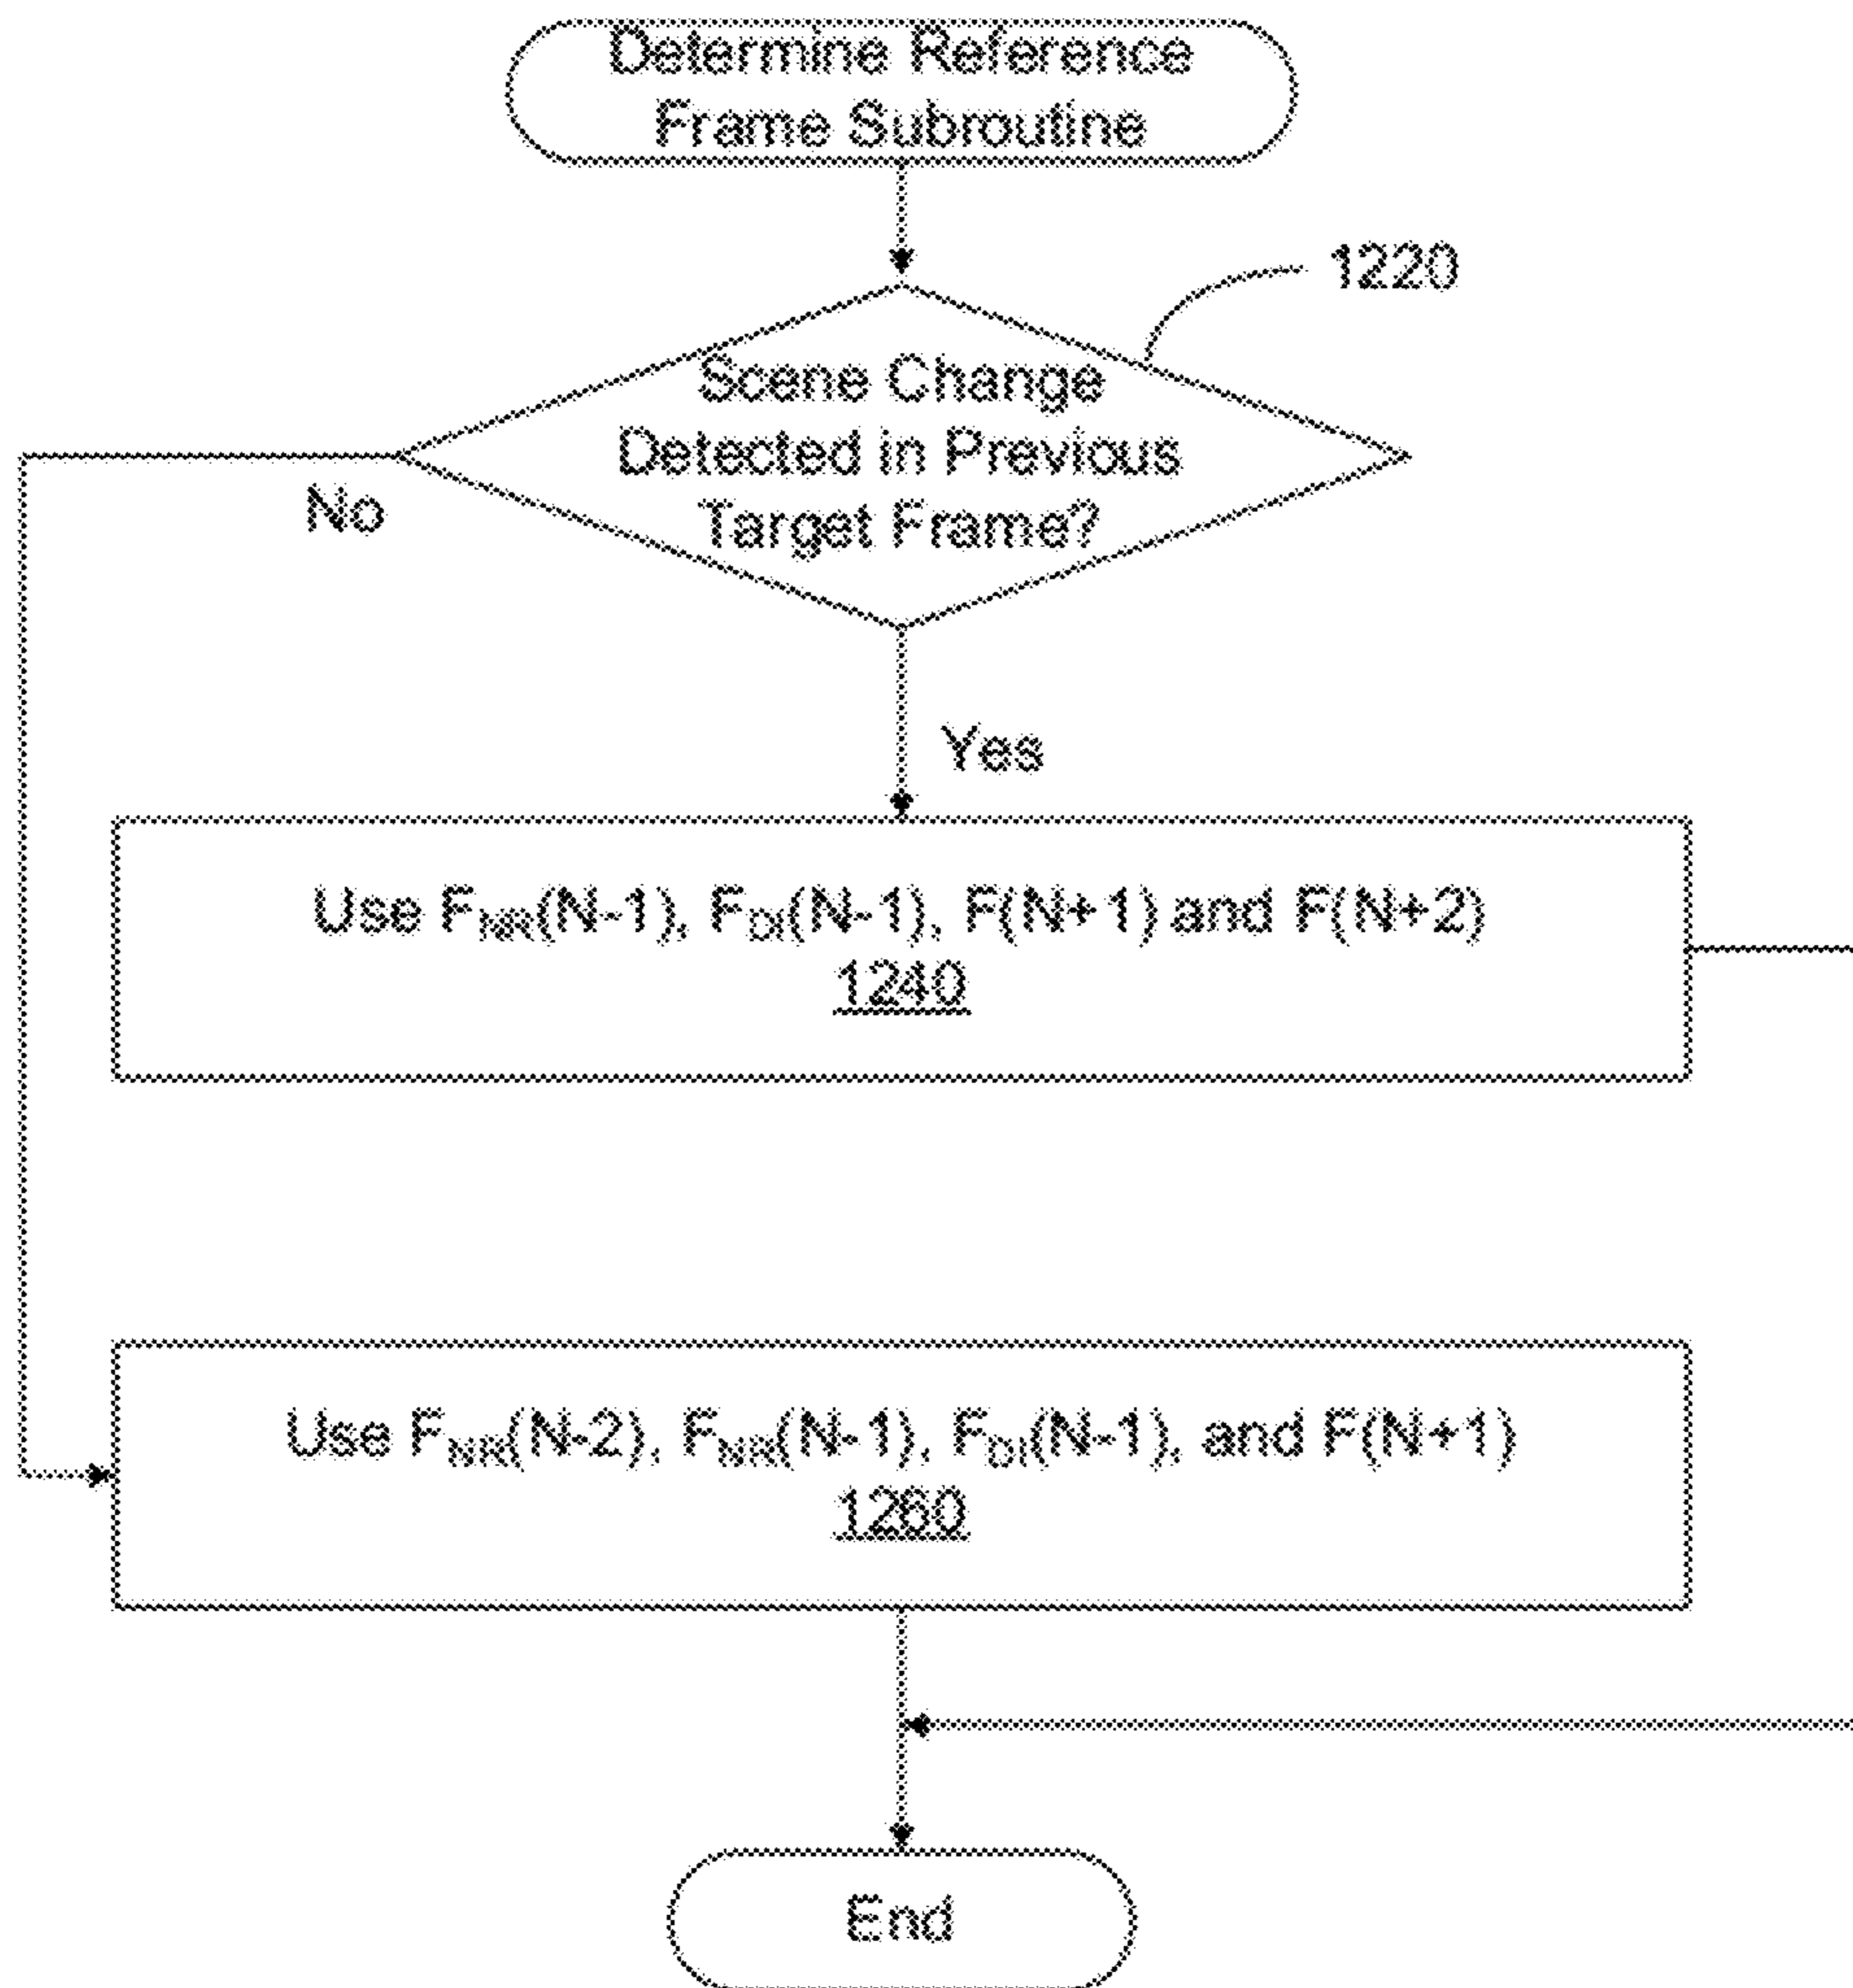 Determine Reference
Frame Subroutine
1220
Scene Change
Detected in Previous
Target Frame?
No
Yes
Use F_NR(N-1), F_DI(N-1), F(N+1) and F(N+2)
1240
Use F_NR(N-2), F_NR(N-1), F_DI(N-1), and F(N+1)
1260
End